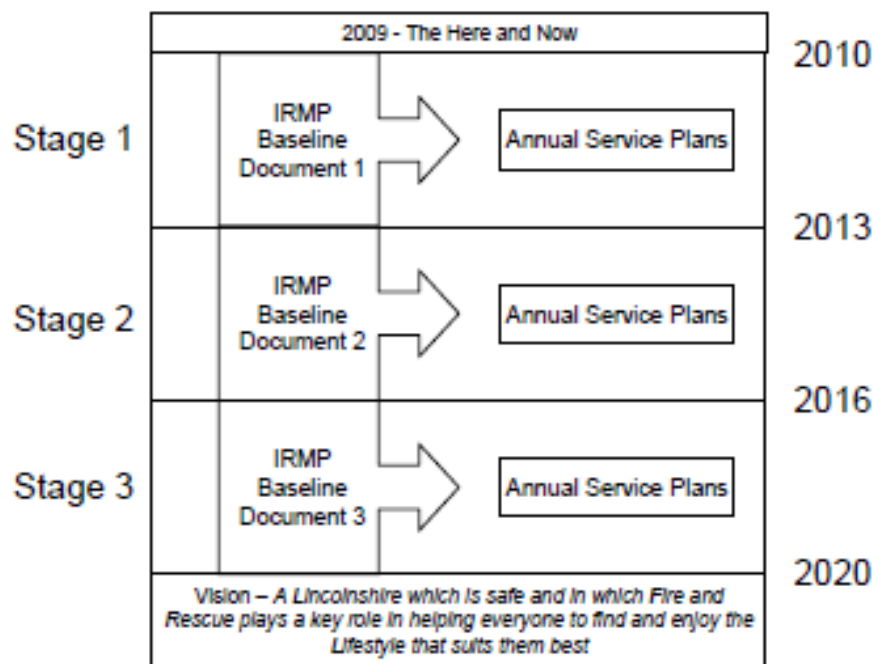 2009 - The Here and Now
2010
Stage 1
IRMP
Baseline
Document 1
Annual Service Plans
2013
Stage 2
IRMP
Baseline
Document 2
Annual Service Plans
2016
Stage 3
IRMP
Baseline
Document 3
Annual Service Plans
2020
Vision – A Lincolnshire which is safe and in which Fire and
Rescue plays a key role in helping everyone to find and enjoy the
Lifestyle that suits them best